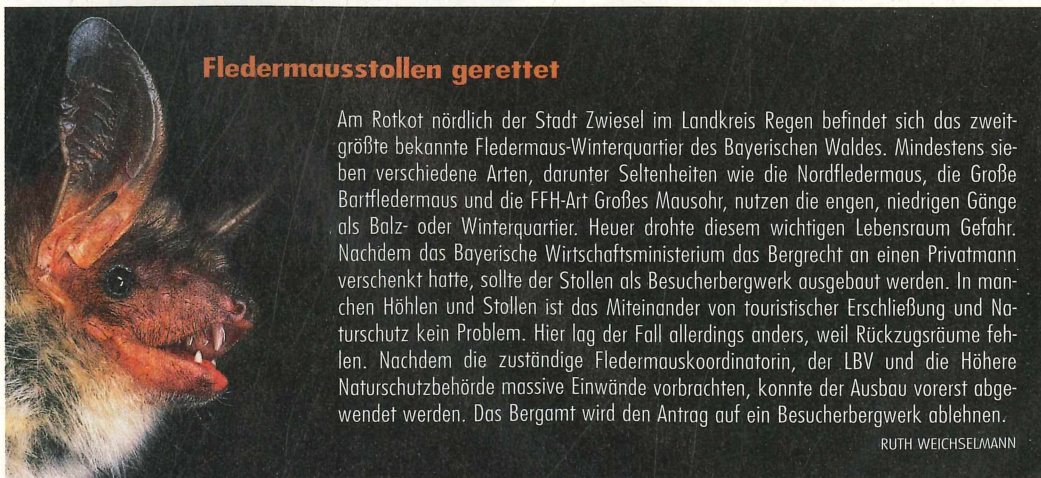 Fledermausstollen gerettet
Am Rotkot nördlich der Stadt Zwiesel im Landkreis Regen befindet sich das zweit-
größte bekannte Fledermaus-Winterquartier des Bayerischen Waldes. Mindestens sie-
ben verschiedene Arten, darunter Seltenheiten wie die Nordfledermaus, die Große
Bartfledermaus und die FFH-Art Großes Mausohr, nutzen die engen, niedrigen Gänge
als Balz- oder Winterquartier. Heuer drohte diesem wichtigen Lebensraum Gefahr.
Nachdem das Bayerische Wirtschaftsministerium das Bergrecht an einen Privatmann
verschenkt hatte, sollte der Stollen als Besucherbergwerk ausgebaut werden. In man-
chen Höhlen und Stollen ist das Miteinander von touristischer Erschließung und Na-
turschutz kein Problem. Hier lag der Fall allerdings anders, weil Rückzugsräume feh-
len. Nachdem die zuständige Fledermauskoordinatorin, der LBV und die Höhere
Naturschutzbehörde massive Einwände vorbrachten, konnte der Ausbau vorerst abge-
wendet werden. Das Bergamt wird den Antrag auf ein Besucherbergwerk ablehnen.
RUTH WEICHSELMANN